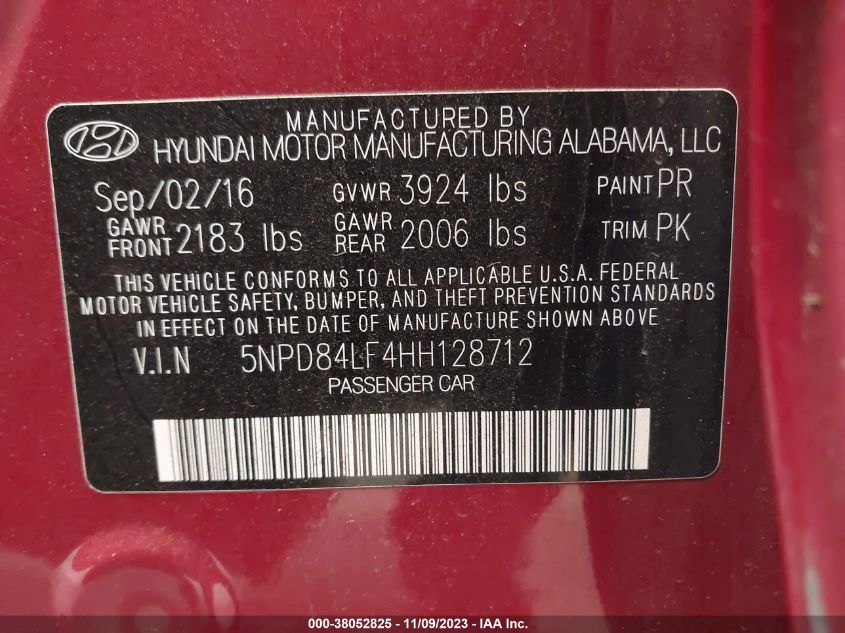 MANUFACTURED BY
HYUNDAI MOTOR MANUFACTURING ALABAMA, LLC
Sep/02/16 GVWR 3924 lbs PAINT PR
GAWR FRONT 2183 lbs GAWR REAR 2006 lbs TRIM PK
THIS VEHICLE CONFORMS TO ALL APPLICABLE U.S.A. FEDERAL
MOTOR VEHICLE SAFETY, BUMPER, AND THEFT PREVENTION STANDARDS
IN EFFECT ON THE DATE OF MANUFACTURE SHOWN ABOVE
V.I.N 5NPD84LF4HH128712
PASSENGER CAR
000-38052825 - 11/09/2023 - IAA Inc.